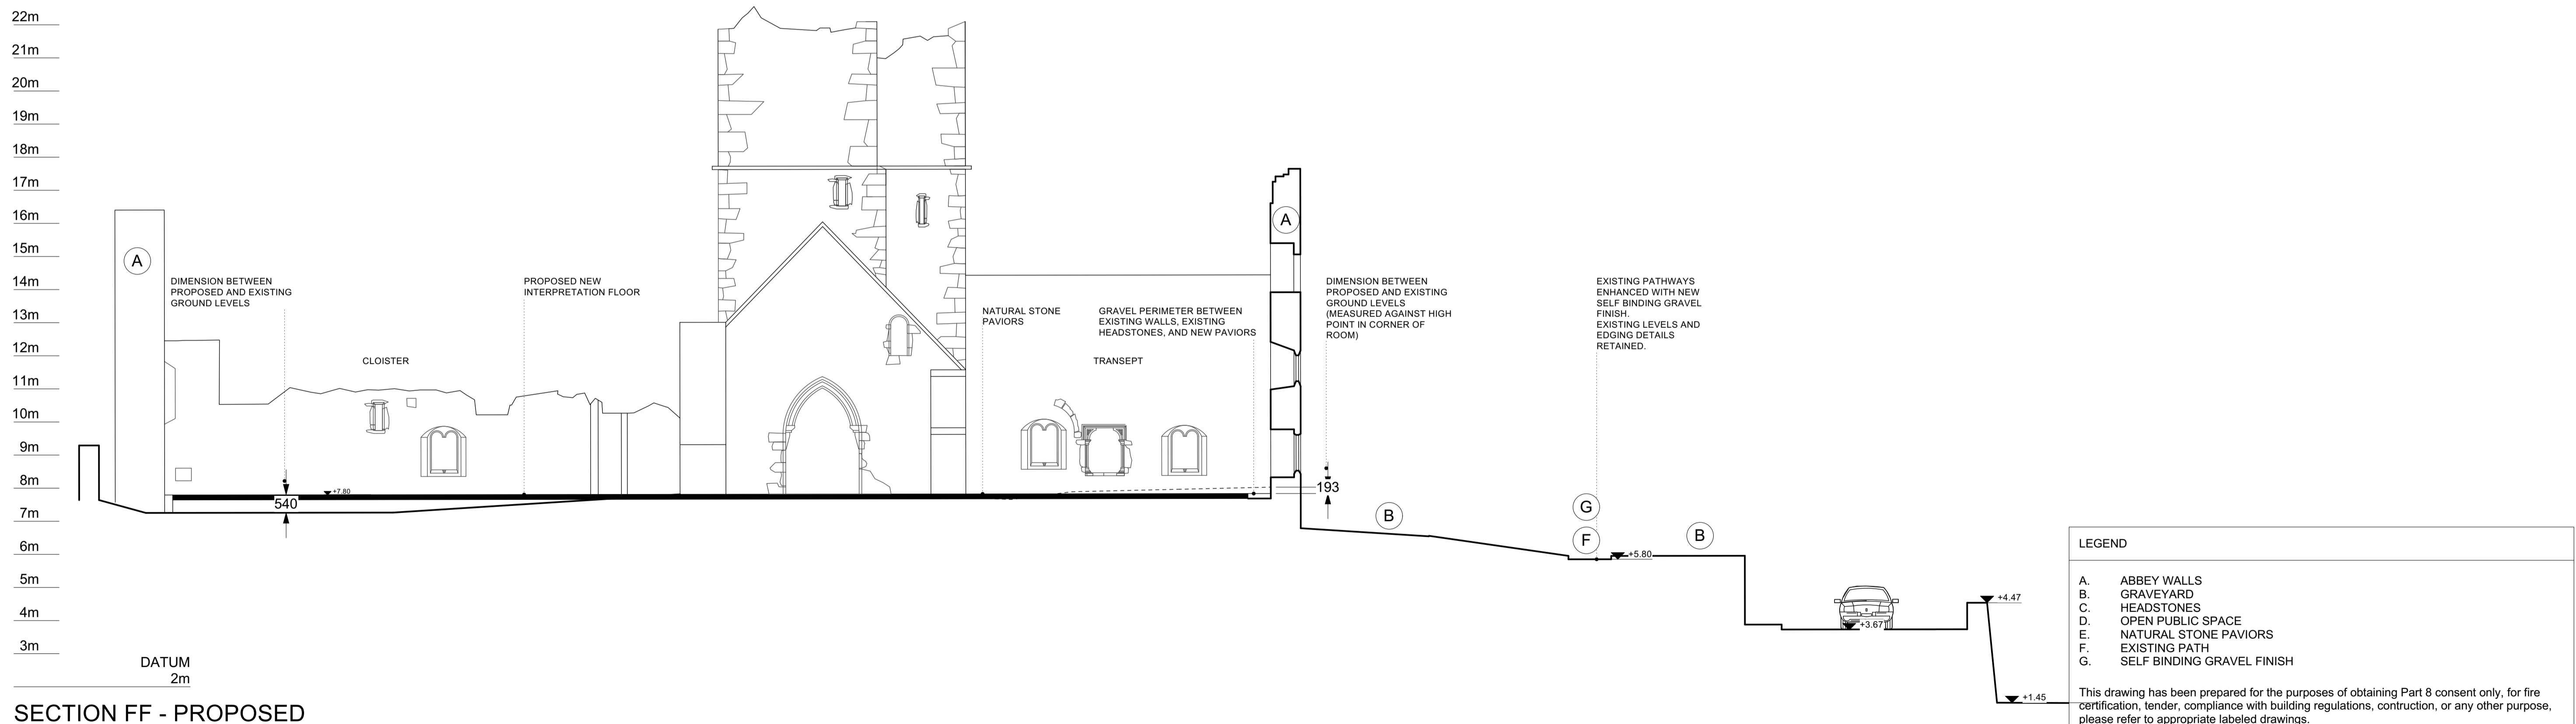 22m
21m
20m
19m
18m
17m
16m
15m
14m
13m
12m
11m
10m
9m
8m
7m
6m
5m
4m
3m
DATUM
2m
A
DIMENSION BETWEEN
PROPOSED AND EXISTING
GROUND LEVELS
CLOISTER
PROPOSED NEW
INTERPRETATION FLOOR
+7.80
540
NATURAL STONE
PAVIORS
GRAVEL PERIMETER BETWEEN
EXISTING WALLS, EXISTING
HEADSTONES, AND NEW PAVIORS
TRANSEPT
A
DIMENSION BETWEEN
PROPOSED AND EXISTING
GROUND LEVELS
(MEASURED AGAINST HIGH
POINT IN CORNER OF
ROOM)
193
B
EXISTING PATHWAYS
ENHANCED WITH NEW
SELF BINDING GRAVEL
FINISH.
EXISTING LEVELS AND
EDGING DETAILS
RETAINED.
G
F
+5.80
B
+3.67
+4.47
+1.45
LEGEND
A. ABBEY WALLS
B. GRAVEYARD
C. HEADSTONES
D. OPEN PUBLIC SPACE
E. NATURAL STONE PAVIORS
F. EXISTING PATH
G. SELF BINDING GRAVEL FINISH
This drawing has been prepared for the purposes of obtaining Part 8 consent only, for fire
certification, tender, compliance with building regulations, contruction, or any other purpose,
please refer to appropriate labeled drawings.
SECTION FF - PROPOSED